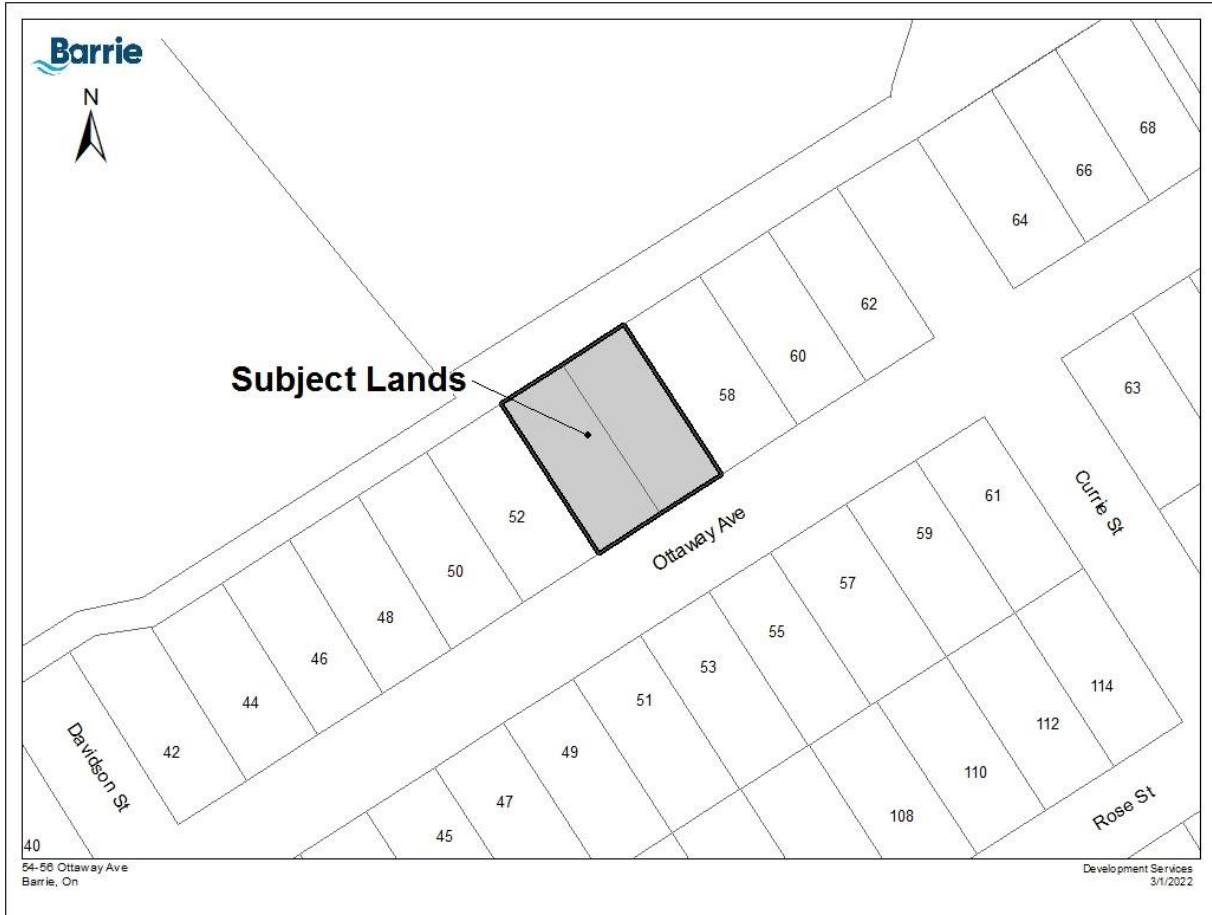 Barrie
N
68
66
64
62
60
58
Subject Lands
63
52
50
48
46
44
42
Ottaway Ave
61
59
57
55
53
51
49
47
45
Currie St
114
112
110
108
Davidson St
Rose St
40
54-56 Ottaway Ave
Barrie, On
Development Services
3/1/2022